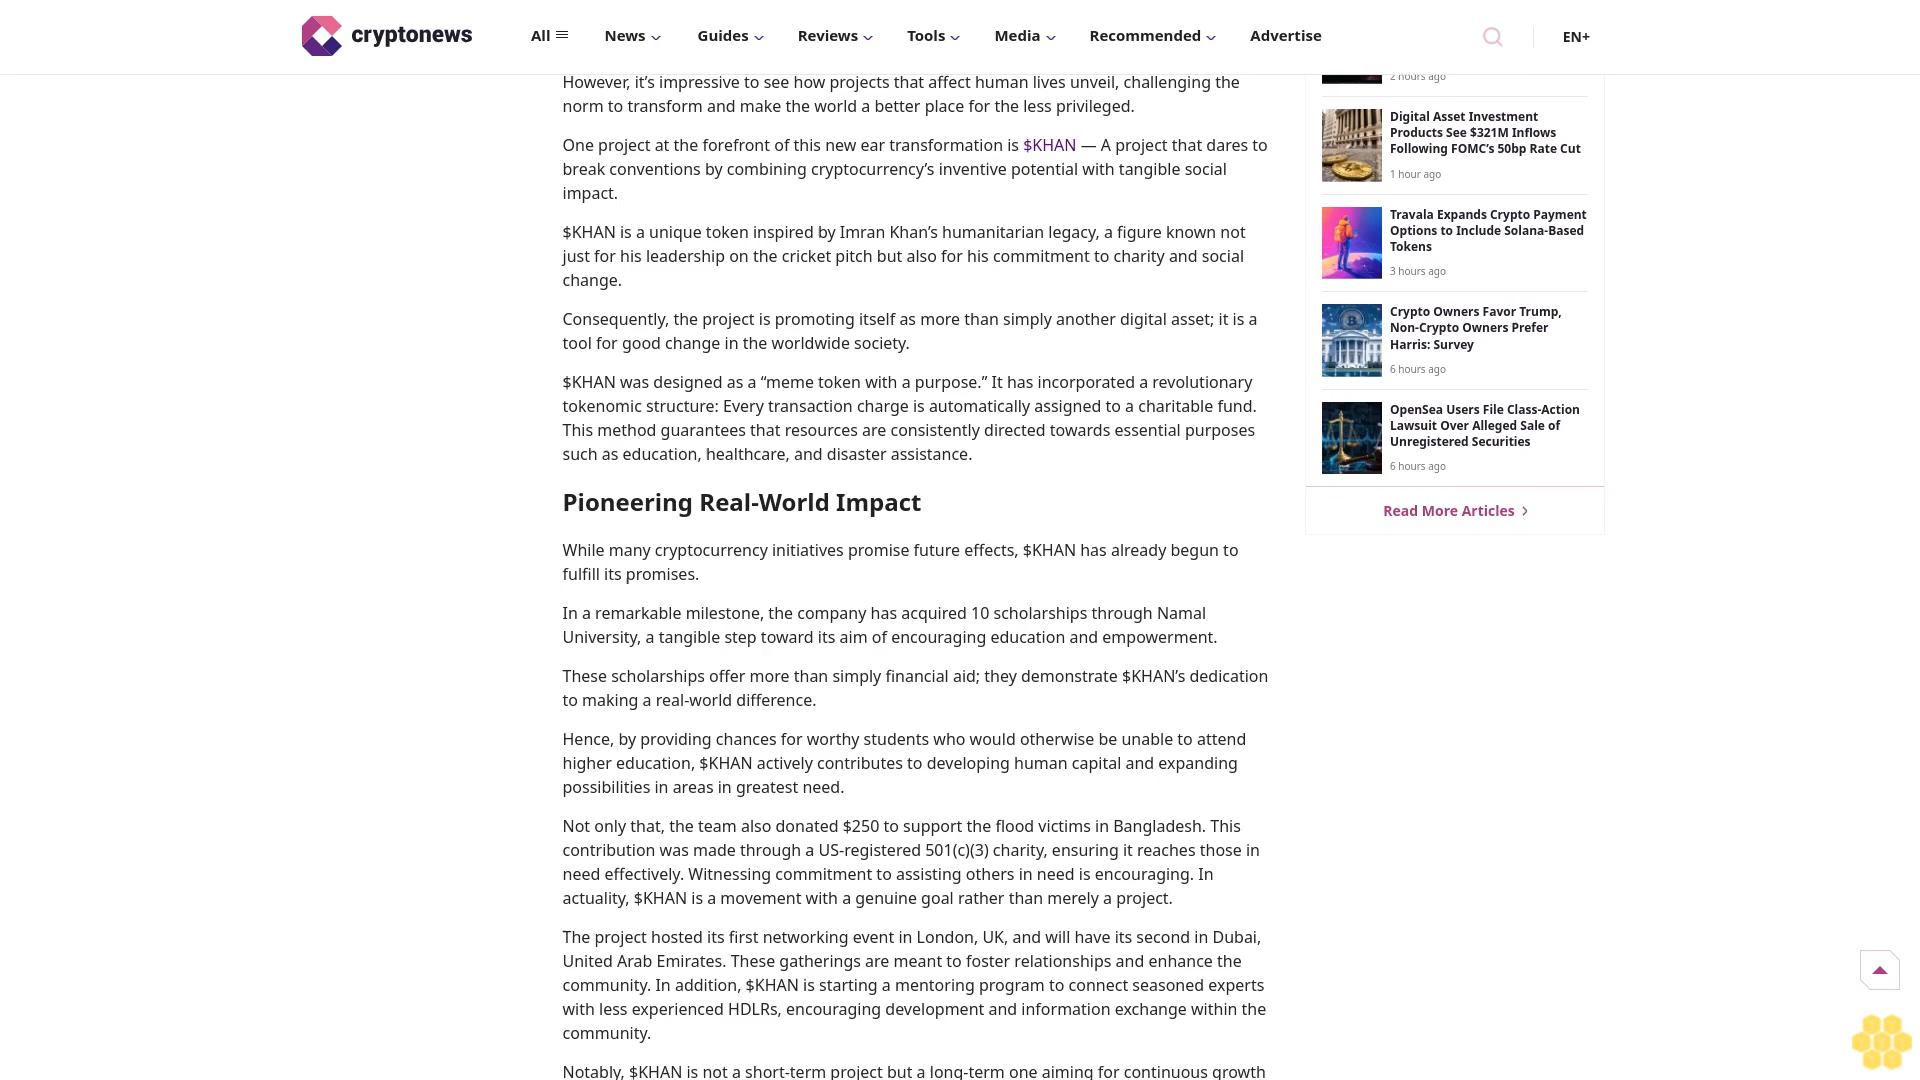 cryptonews
All
News
Guides
Reviews
Tools
Media
Recommended
Advertise
EN+
However, it’s impressive to see how projects that affect human lives unveil, challenging the
norm to transform and make the world a better place for the less privileged.
One project at the forefront of this new ear transformation is $KHAN — A project that dares to
break conventions by combining cryptocurrency’s inventive potential with tangible social
impact.
$KHAN is a unique token inspired by Imran Khan’s humanitarian legacy, a figure known not
just for his leadership on the cricket pitch but also for his commitment to charity and social
change.
Consequently, the project is promoting itself as more than simply another digital asset; it is a
tool for good change in the worldwide society.
$KHAN was designed as a “meme token with a purpose.” It has incorporated a revolutionary
tokenomic structure: Every transaction charge is automatically assigned to a charitable fund.
This method guarantees that resources are consistently directed towards essential purposes
such as education, healthcare, and disaster assistance.
Pioneering Real-World Impact
While many cryptocurrency initiatives promise future effects, $KHAN has already begun to
fulfill its promises.
In a remarkable milestone, the company has acquired 10 scholarships through Namal
University, a tangible step toward its aim of encouraging education and empowerment.
These scholarships offer more than simply financial aid; they demonstrate $KHAN’s dedication
to making a real-world difference.
Hence, by providing chances for worthy students who would otherwise be unable to attend
higher education, $KHAN actively contributes to developing human capital and expanding
possibilities in areas in greatest need.
Not only that, the team also donated $250 to support the flood victims in Bangladesh. This
contribution was made through a US-registered 501(c)(3) charity, ensuring it reaches those in
need effectively. Witnessing commitment to assisting others in need is encouraging. In
actuality, $KHAN is a movement with a genuine goal rather than merely a project.
The project hosted its first networking event in London, UK, and will have its second in Dubai,
United Arab Emirates. These gatherings are meant to foster relationships and enhance the
community. In addition, $KHAN is starting a mentoring program to connect seasoned experts
with less experienced HDLRs, encouraging development and information exchange within the
community.
Notably, $KHAN is not a short-term project but a long-term one aiming for continuous growth
2 hours ago
Digital Asset Investment
Products See $321M Inflows
Following FOMC’s 50bp Rate Cut
1 hour ago
Travala Expands Crypto Payment
Options to Include Solana-Based
Tokens
3 hours ago
Crypto Owners Favor Trump,
Non-Crypto Owners Prefer
Harris: Survey
6 hours ago
OpenSea Users File Class-Action
Lawsuit Over Alleged Sale of
Unregistered Securities
6 hours ago
Read More Articles